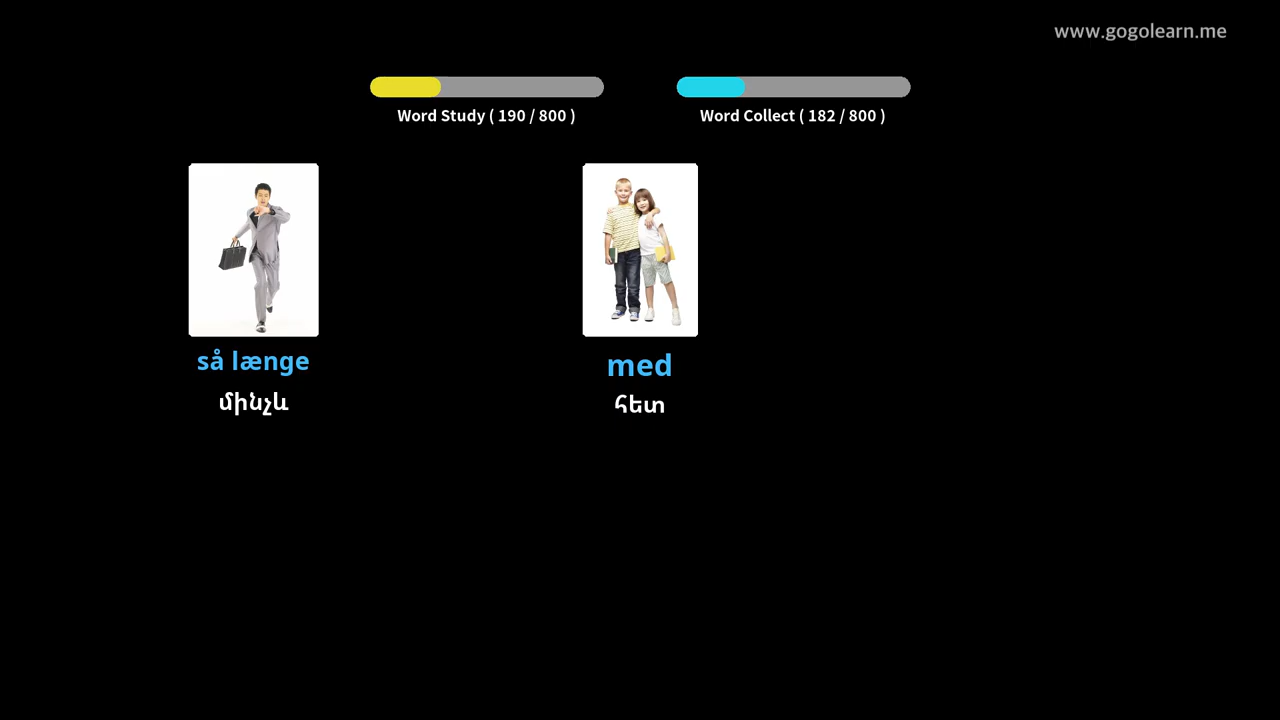 www.gogolearn.me
Word Study ( 190 / 800 )
Word Collect ( 182 / 800 )
så længe
մինչև
med
հետ